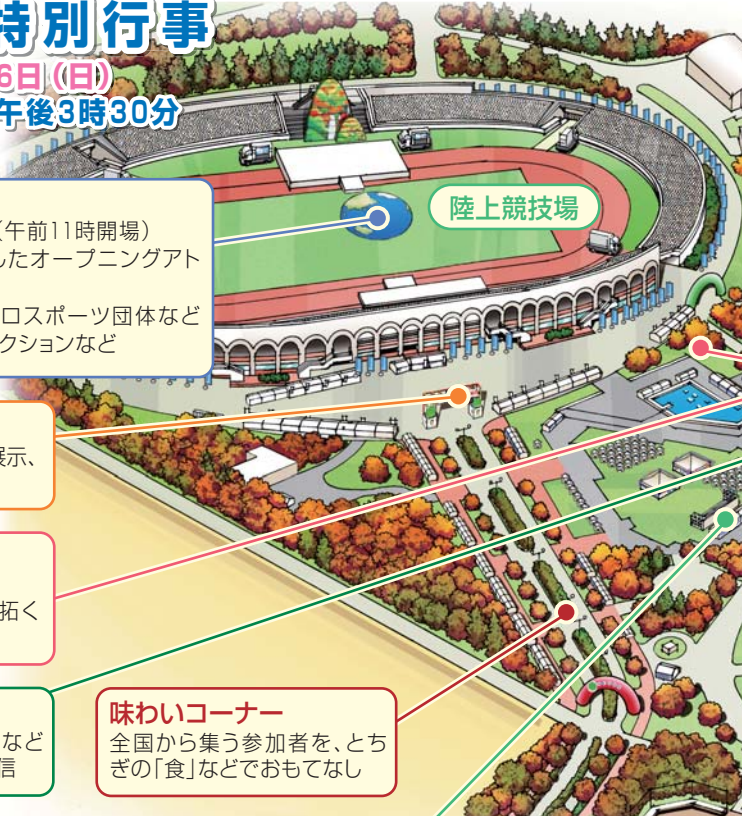 特別行事
6日(日)
午後3時30分
陸上競技場
(午前11時開場)
したオープニングアト
ロスポーツ団体など
クションなど
展示、
拓く
など
信
味わいコーナー
全国から集う参加者を、とち
ぎの「食」などでおもてなし